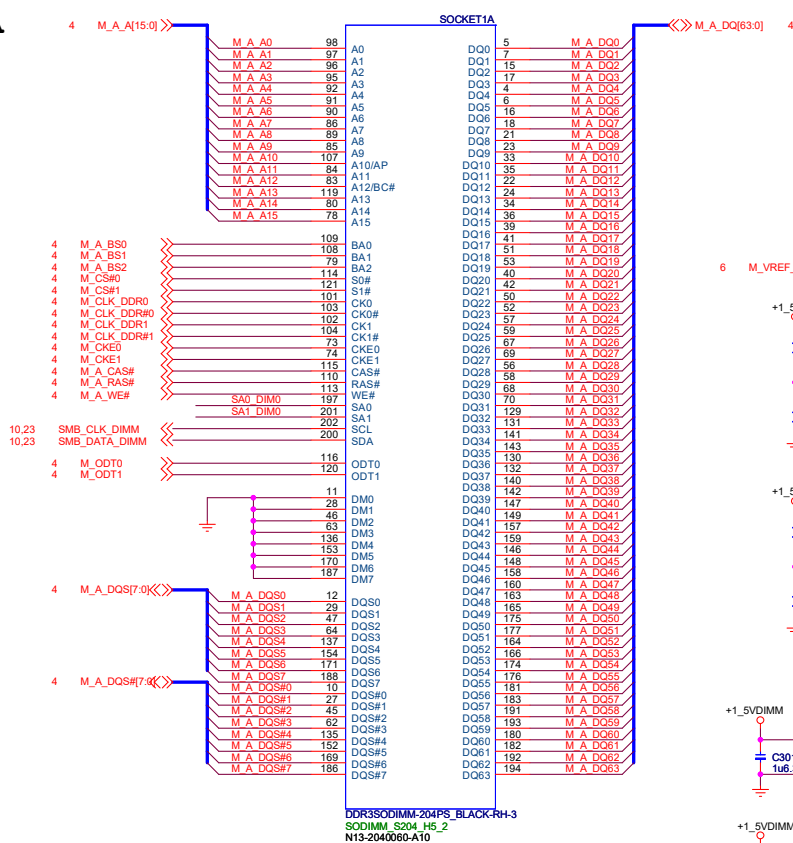 SOCKET1A
4 M_A_A[15:0]
M_A_A0 98 A0
M_A_A1 97 A1
M_A_A2 96 A2
M_A_A3 95 A3
M_A_A4 92 A4
M_A_A5 91 A5
M_A_A6 90 A6
M_A_A7 86 A7
M_A_A8 89 A8
M_A_A9 85 A9
M_A_A10 107 A10/AP
M_A_A11 84 A11
M_A_A12 83 A12/BC#
M_A_A13 119 A13
M_A_A14 80 A14
M_A_A15 78 A15
4 M_A_BS0 109 BA0
4 M_A_BS1 108 BA1
4 M_A_BS2 79 BA2
4 M_CS#0 114 S0#
4 M_CS#1 121 S1#
4 M_CLK_DDR0 101 CK0
4 M_CLK_DDR#0 103 CK0#
4 M_CLK_DDR1 102 CK1
4 M_CLK_DDR#1 104 CK1#
4 M_CKE0 73 CKE0
4 M_CKE1 74 CKE1
4 M_A_CAS# 115 CAS#
4 M_A_RAS# 110 RAS#
4 M_A_WE# 113 WE#
SA0_DIM0 197 SA0
SA1_DIM0 201 SA1
10,23 SMB_CLK_DIMM 202 SCL
10,23 SMB_DATA_DIMM 200 SDA
4 M_ODT0 116 ODT0
4 M_ODT1 120 ODT1
11 DM0
28 DM1
46 DM2
63 DM3
136 DM4
153 DM5
170 DM6
187 DM7
4 M_A_DQS[7:0]
M_A_DQS0 12 DQS0
M_A_DQS1 29 DQS1
M_A_DQS2 47 DQS2
M_A_DQS3 64 DQS3
M_A_DQS4 137 DQS4
M_A_DQS5 154 DQS5
M_A_DQS6 171 DQS6
M_A_DQS7 188 DQS7
4 M_A_DQS#[7:0]
M_A_DQS#0 10 DQS#0
M_A_DQS#1 27 DQS#1
M_A_DQS#2 45 DQS#2
M_A_DQS#3 62 DQS#3
M_A_DQS#4 135 DQS#4
M_A_DQS#5 152 DQS#5
M_A_DQS#6 169 DQS#6
M_A_DQS#7 186 DQS#7
M_A_DQ[63:0] 4
DQ0 5 M_A_DQ0
DQ1 7 M_A_DQ1
DQ2 15 M_A_DQ2
DQ3 17 M_A_DQ3
DQ4 4 M_A_DQ4
DQ5 6 M_A_DQ5
DQ6 16 M_A_DQ6
DQ7 18 M_A_DQ7
DQ8 21 M_A_DQ8
DQ9 23 M_A_DQ9
DQ10 33 M_A_DQ10
DQ11 35 M_A_DQ11
DQ12 22 M_A_DQ12
DQ13 24 M_A_DQ13
DQ14 34 M_A_DQ14
DQ15 36 M_A_DQ15
DQ16 39 M_A_DQ16
DQ17 41 M_A_DQ17
DQ18 51 M_A_DQ18
DQ19 53 M_A_DQ19
DQ20 40 M_A_DQ20
DQ21 42 M_A_DQ21
DQ22 50 M_A_DQ22
DQ23 52 M_A_DQ23
DQ24 57 M_A_DQ24
DQ25 59 M_A_DQ25
DQ26 67 M_A_DQ26
DQ27 69 M_A_DQ27
DQ28 56 M_A_DQ28
DQ29 58 M_A_DQ29
DQ30 68 M_A_DQ30
DQ31 70 M_A_DQ31
DQ32 129 M_A_DQ32
DQ33 131 M_A_DQ33
DQ34 141 M_A_DQ34
DQ35 143 M_A_DQ35
DQ36 130 M_A_DQ36
DQ37 132 M_A_DQ37
DQ38 140 M_A_DQ38
DQ39 142 M_A_DQ39
DQ40 147 M_A_DQ40
DQ41 149 M_A_DQ41
DQ42 157 M_A_DQ42
DQ43 159 M_A_DQ43
DQ44 146 M_A_DQ44
DQ45 148 M_A_DQ45
DQ46 158 M_A_DQ46
DQ47 160 M_A_DQ47
DQ48 163 M_A_DQ48
DQ49 165 M_A_DQ49
DQ50 175 M_A_DQ50
DQ51 177 M_A_DQ51
DQ52 164 M_A_DQ52
DQ53 166 M_A_DQ53
DQ54 174 M_A_DQ54
DQ55 176 M_A_DQ55
DQ56 181 M_A_DQ56
DQ57 183 M_A_DQ57
DQ58 191 M_A_DQ58
DQ59 193 M_A_DQ59
DQ60 180 M_A_DQ60
DQ61 182 M_A_DQ61
DQ62 192 M_A_DQ62
DQ63 194 M_A_DQ63
DDR3SODIMM-204PS_BLACK-RH-3
SODIMM_S204_H5_2
N13-2040060-A10
6 M_VREF_
+1_5
+1_5
+1_5VDIMM
C30
1u6.
+1_5VDIMM